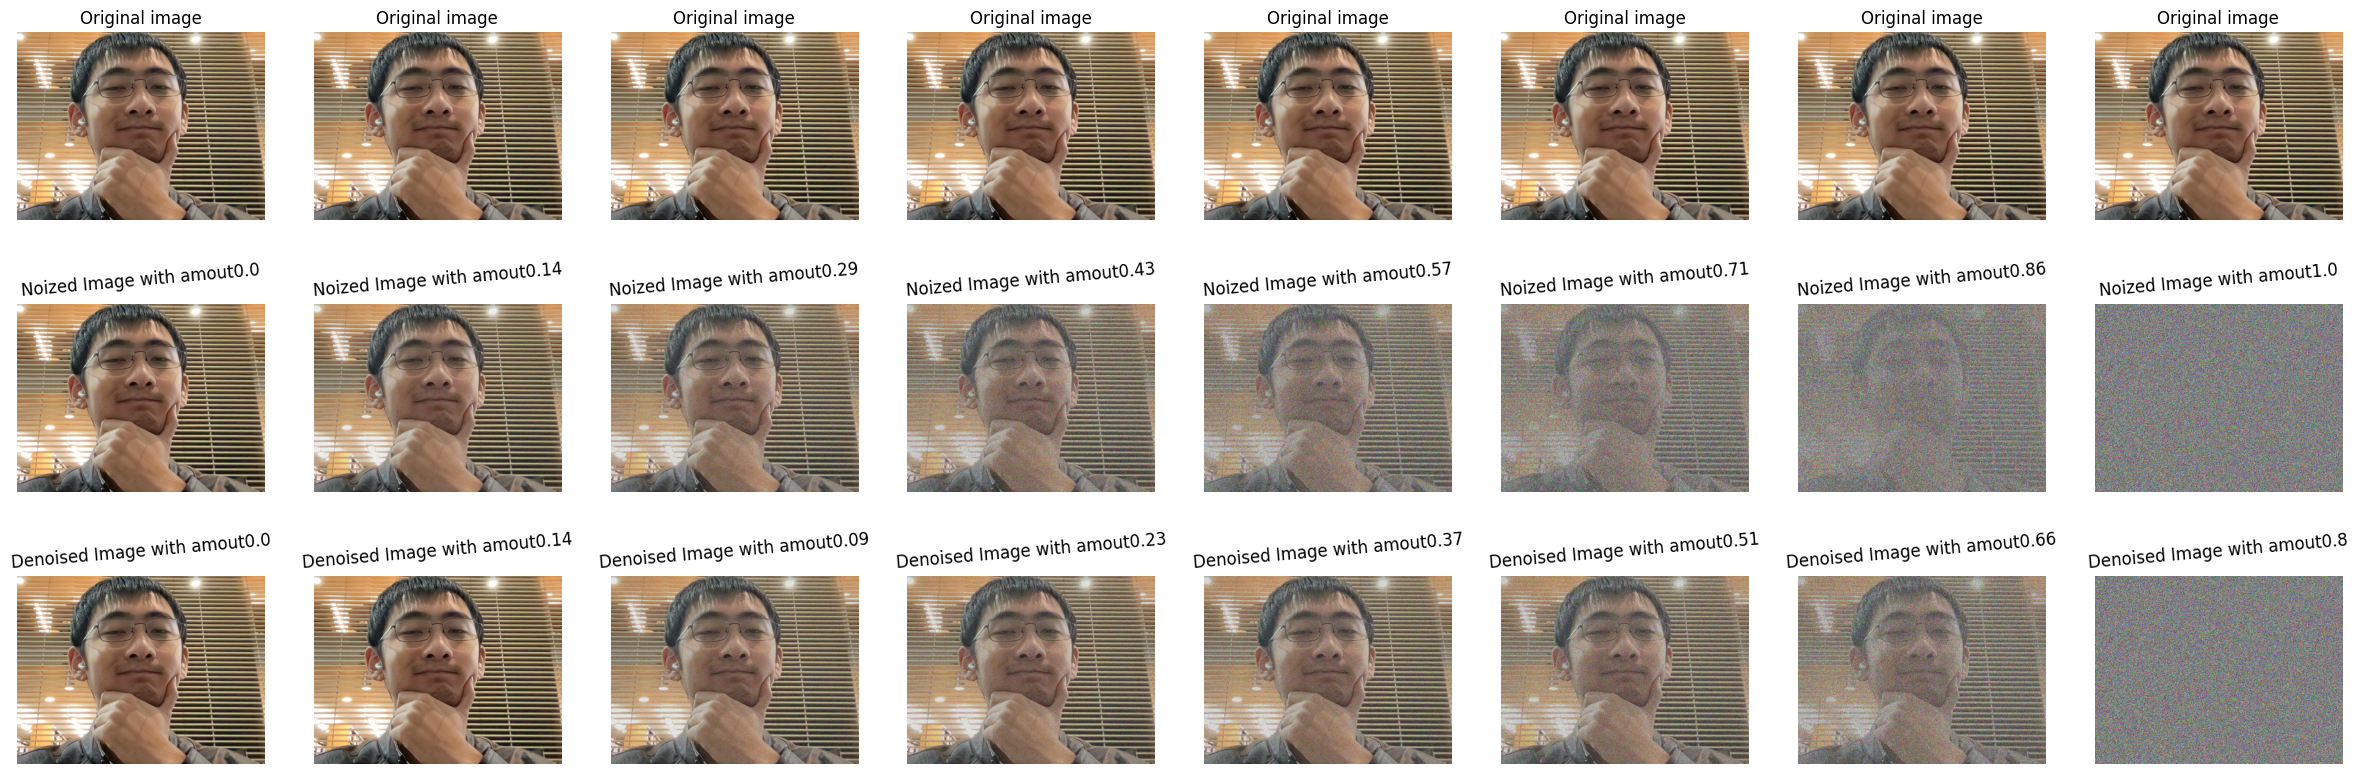 Original image
Original image
Original image
Original image
Original image
Original image
Original image
Original image
Noized Image with amout0.0
Noized Image with amout0.14
Noized Image with amout0.29
Noized Image with amout0.43
Noized Image with amout0.57
Noized Image with amout0.71
Noized Image with amout0.86
Noized Image with amout1.0
Denoised Image with amout0.0
Denoised Image with amout0.14
Denoised Image with amout0.09
Denoised Image with amout0.23
Denoised Image with amout0.37
Denoised Image with amout0.51
Denoised Image with amout0.66
Denoised Image with amout0.8